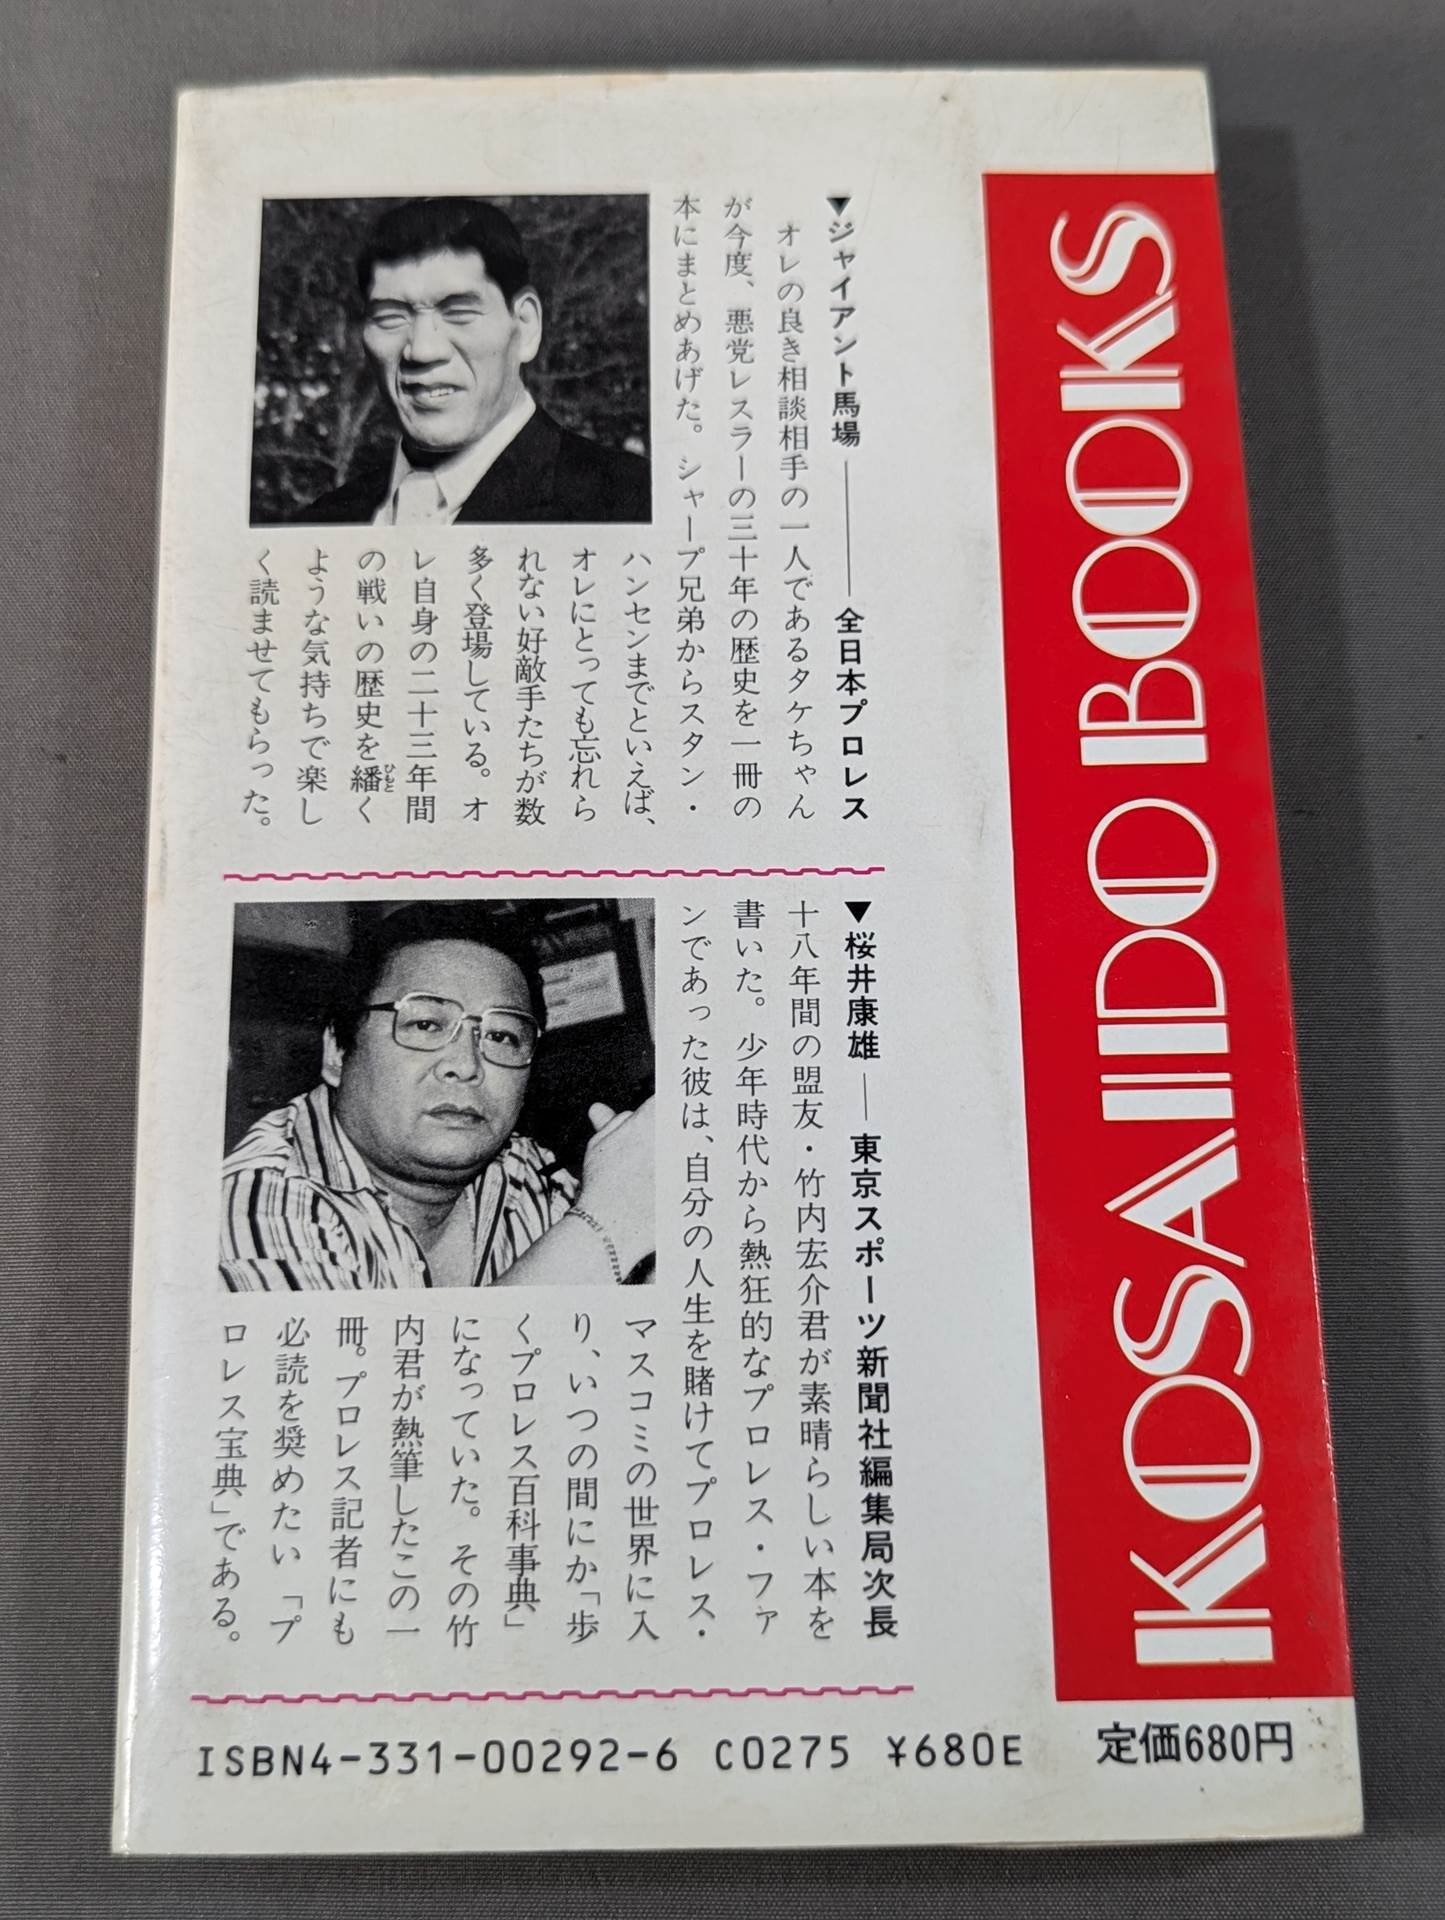 KOSAIDO BOOKS
▼ジャイアント馬場――全日本プロレス
オレの良き相談相手の一人であるタケちゃん
が今度、悪党レスラーの三十年の歴史を一冊の
本にまとめあげた。シャープ兄弟からスタン・
ハンセンまでといえば、
オレにとっても忘れら
れない好敵手たちが数
多く登場している。オ
レ自身の二十三年間
の戦いの歴史を繙く
ひもと
ような気持ちで楽し
く読ませてもらった。
▼桜井康雄――東京スポーツ新聞社編集局次長
十八年間の盟友・竹内宏介君が素晴らしい本を
書いた。少年時代から熱狂的なプロレス・ファ
ンであった彼は、自分の人生を賭けてプロレス・
マスコミの世界に入
り、いつの間にか「歩
くプロレス百科事典」
になっていた。その竹
内君が熱筆したこの一
冊。プロレス記者にも
必読を奨めたい「プ
ロレス宝典」である。
ISBN4-331-00292-6 C0275 ¥680E
定価680円